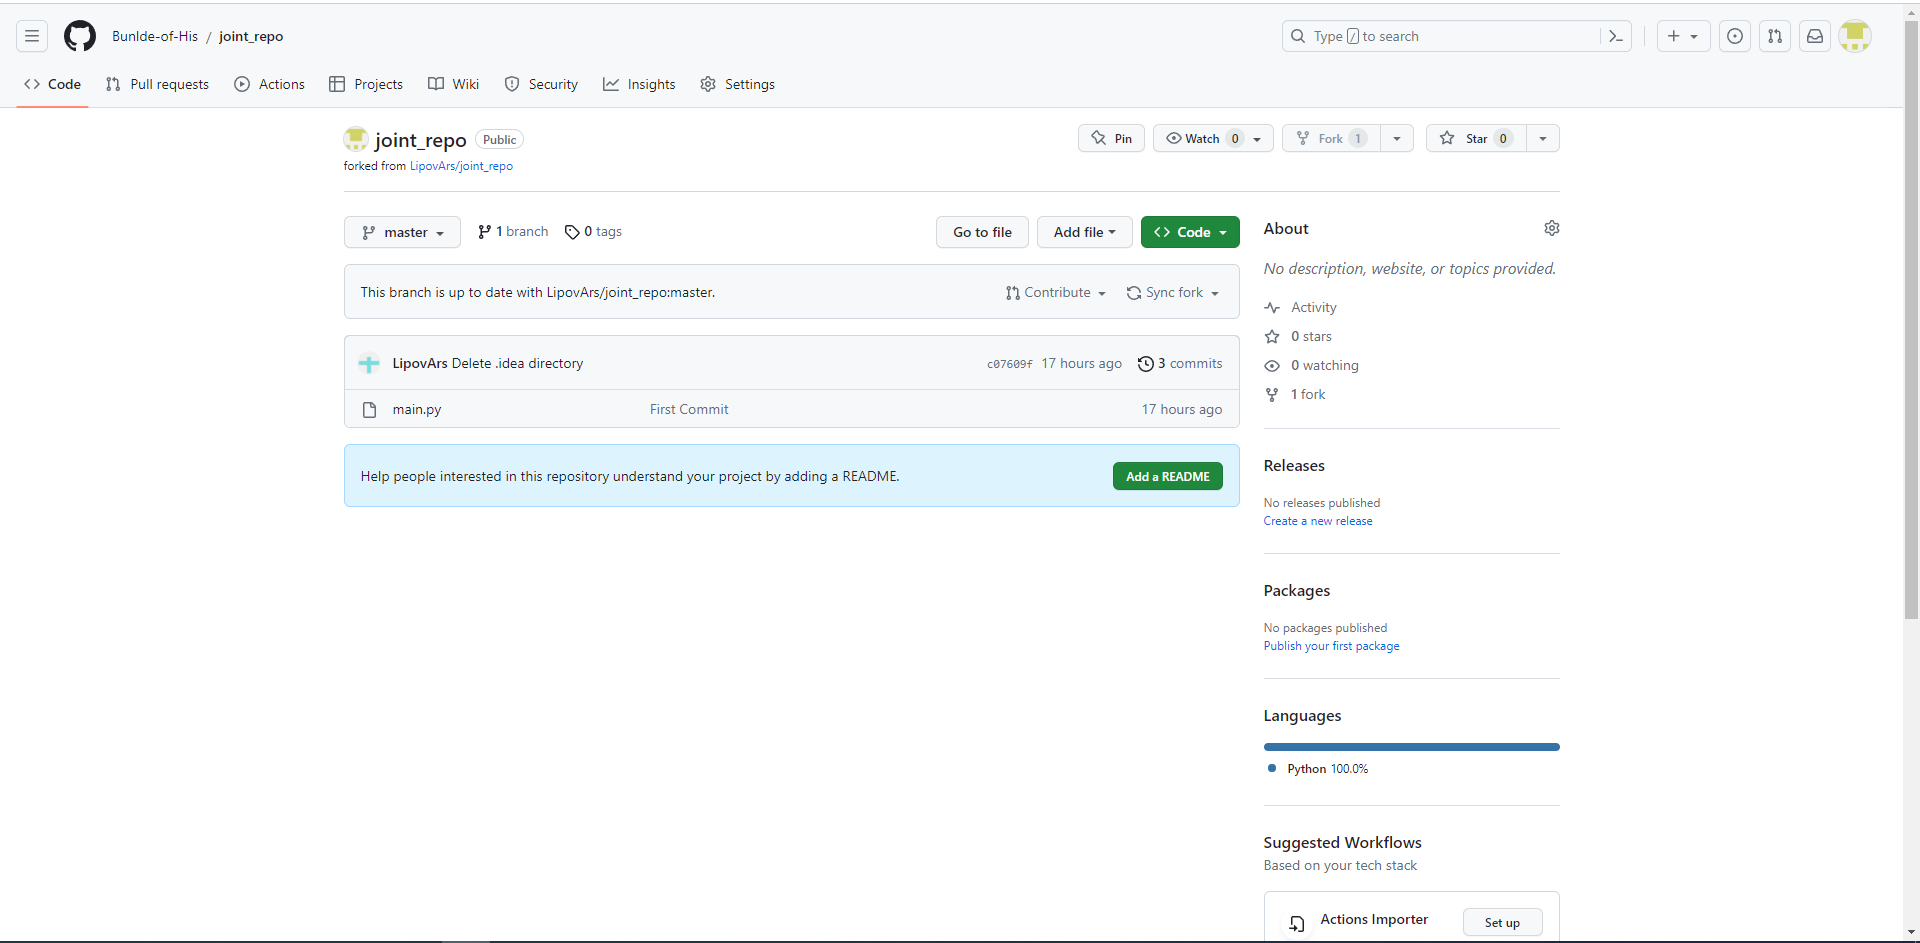 BunIde-of-His / joint_repo
Type / to search
Code
Pull requests
Actions
Projects
Wiki
Security
Insights
Settings
joint_repo Public
forked from LipovArs/joint_repo
Pin
Watch 0
Fork 1
Star 0
master
1 branch
0 tags
Go to file
Add file
Code
This branch is up to date with LipovArs/joint_repo:master.
Contribute
Sync fork
LipovArs Delete .idea directory
c07609f 17 hours ago
3 commits
main.py
First Commit
17 hours ago
Help people interested in this repository understand your project by adding a README.
Add a README
About
No description, website, or topics provided.
Activity
0 stars
0 watching
1 fork
Releases
No releases published
Create a new release
Packages
No packages published
Publish your first package
Languages
Python 100.0%
Suggested Workflows
Based on your tech stack
Actions Importer
Set up